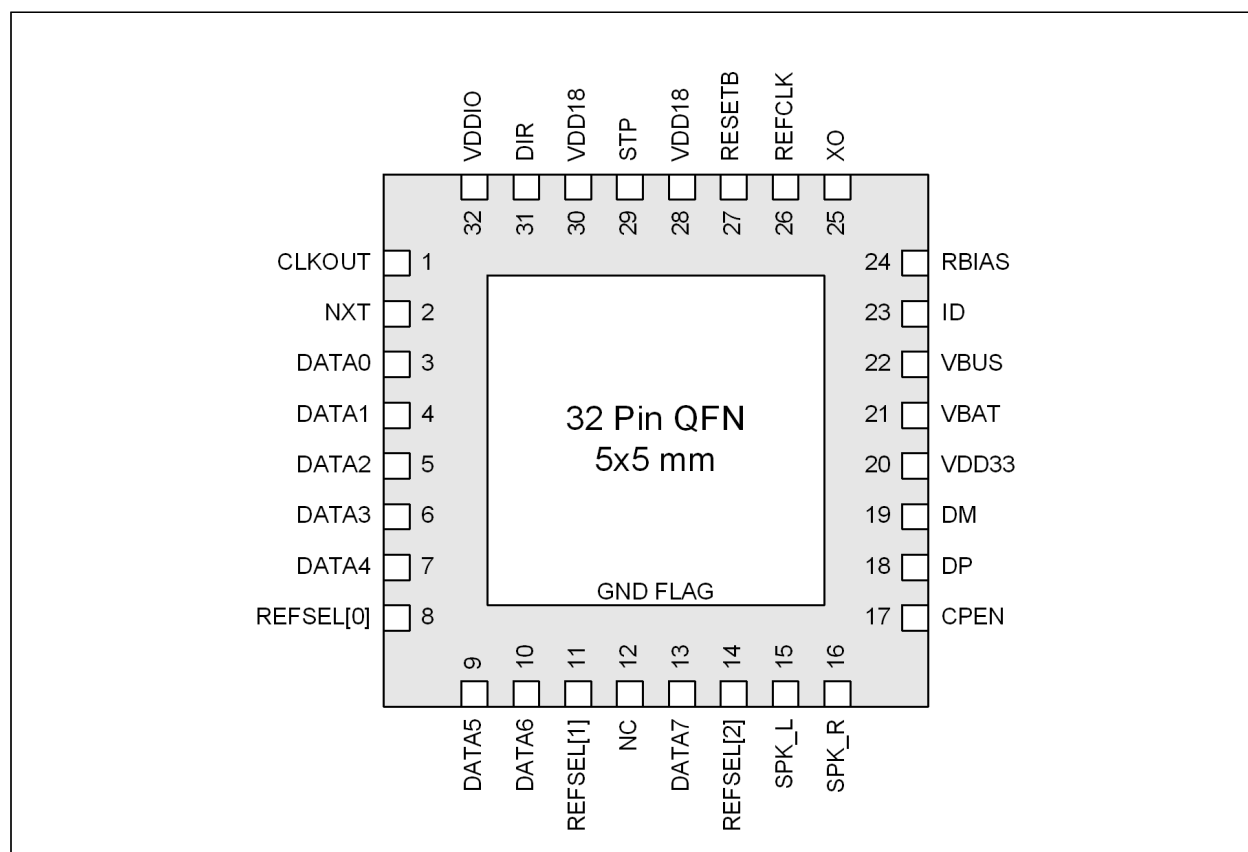 VDDIO
DIR
VDD18
STP
VDD18
RESETB
REFCLK
XO
32
31
30
29
28
27
26
25
CLKOUT 1
NXT 2
DATA0 3
DATA1 4
DATA2 5
DATA3 6
DATA4 7
REFSEL[0] 8
24 RBIAS
23 ID
22 VBUS
21 VBAT
20 VDD33
19 DM
18 DP
17 CPEN
32 Pin QFN
5x5 mm
GND FLAG
9
10
11
12
13
14
15
16
DATA5
DATA6
REFSEL[1]
NC
DATA7
REFSEL[2]
SPK_L
SPK_R